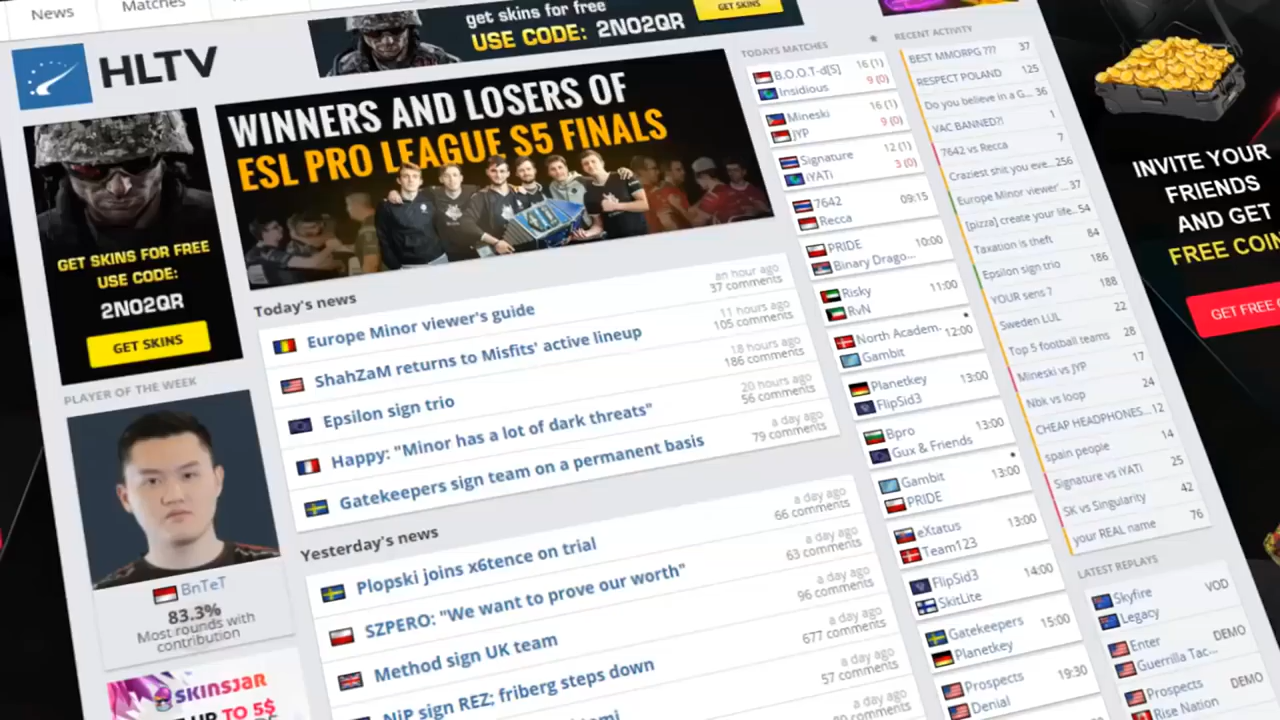 News
Matches
HLTV
get skins for free
USE CODE: 2NO2QR
GET SKINS
GET SKINS FOR FREE
USE CODE:
2NO2QR
GET SKINS
PLAYER OF THE WEEK
BnTeT
83.3%
Most rounds with
contribution
SKINSJAR
UP TO 5$
WINNERS AND LOSERS OF
ESL PRO LEAGUE S5 FINALS
Today's news
Europe Minor viewer's guide
an hour ago
37 comments
ShahZaM returns to Misfits' active lineup
11 hours ago
105 comments
Epsilon sign trio
18 hours ago
186 comments
Happy: "Minor has a lot of dark threats"
20 hours ago
56 comments
Gatekeepers sign team on a permanent basis
a day ago
79 comments
Yesterday's news
Plopski joins x6tence on trial
a day ago
66 comments
SZPERO: "We want to prove our worth"
a day ago
63 comments
Method sign UK team
a day ago
96 comments
NiP sign REZ; friberg steps down
a day ago
677 comments
a day ago
57 comments
a day ago
TODAYS MATCHES
B.O.O.T-d[S] 16 (1)
Insidious 9 (0)
Mineski 16 (1)
JYP 9 (0)
Signature 12 (1)
iYATi 3 (0)
7642
Recca
09:15
PRIDE
Binary Drago...
10:00
Risky
RvN
11:00
North Academ.
Gambit
12:00
Planetkey
FlipSid3
13:00
Bpro
Gux & Friends
13:00
Gambit
PRIDE
13:00
eXtatus
Team123
13:00
FlipSid3
SkitLite
14:00
Gatekeepers
Planetkey
15:00
Prospects
Denial
19:30
RECENT ACTIVITY
BEST MMORPG ??? 37
RESPECT POLAND 125
Do you believe in a G... 36
VAC BANNED?! 1
7642 vs Recca 7
Craziest shit you eve... 256
Europe Minor viewer'... 37
[pizza] create your life... 54
Taxation is theft 84
Epsilon sign trio 186
YOUR sens ? 188
Sweden LUL 22
Top 5 football teams 28
Mineski vs JYP 17
Nbk vs loop 24
CHEAP HEADPHONES... 12
spain people 14
Signature vs iYATi 25
SK vs Singularity 42
your REAL name 76
LATEST REPLAYS
Skyfire
Legacy
VOD
Enter
Guerrilla Tac...
DEMO
Prospects
Rise Nation
DEMO
INVITE YOUR
FRIENDS
AND GET
FREE COIN
GET FREE